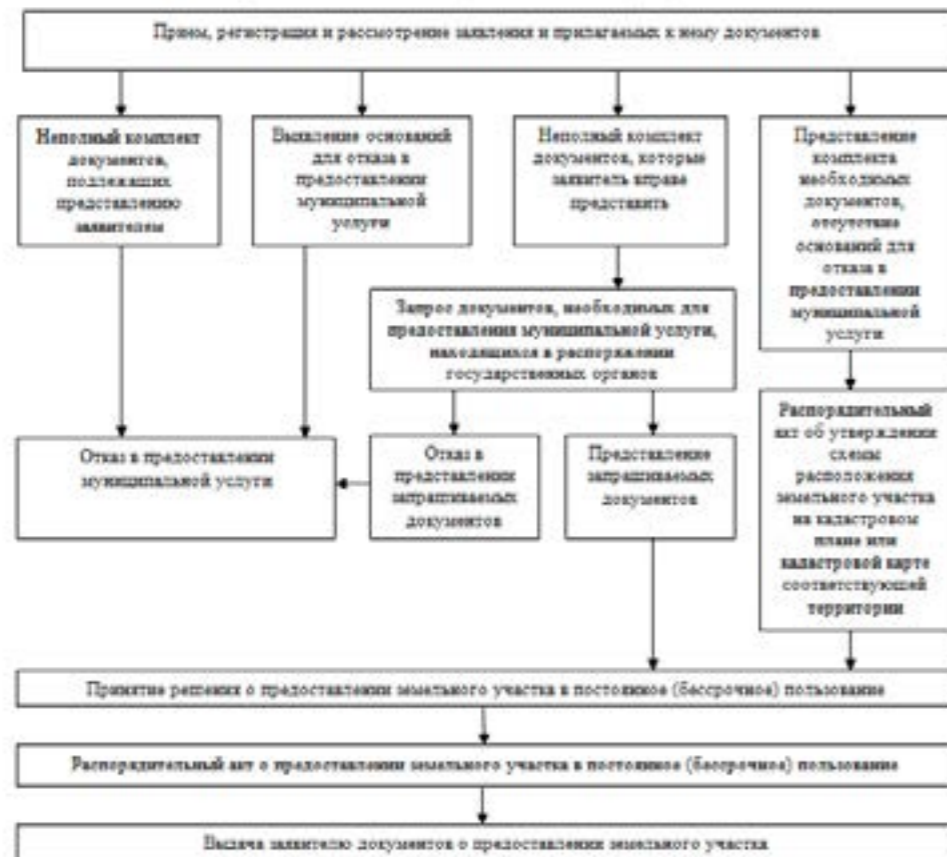 Прием, регистрация и рассмотрение заявления и прилагаемых к нему документов
Неполный комплект
документов,
подлежащих
представлению
заявителем
Выявление оснований
для отказа в
предоставлении
муниципальной
услуги
Неполный комплект
документов, которые
заявитель вправе
представить
Представление
комплекта
необходимых
документов,
отсутствие
оснований для
отказа в
предоставлении
муниципальной
услуги
Запрос документов, необходимых для
предоставления муниципальной услуги,
находящихся в распоряжении
государственных органов
Отказ в предоставлении
муниципальной услуги
Отказ в
представлении
запрашиваемых
документов
Представление
запрашиваемых
документов
Распорядительный
акт об утверждении
схемы
расположения
земельного участка
на кадастровом
плане или
кадастровой карте
соответствующей
территории
Принятие решения о предоставлении земельного участка в постоянное (бессрочное) пользование
Распорядительный акт о предоставлении земельного участка в постоянное (бессрочное) пользование
Выдача заявителю документов о предоставлении земельного участка